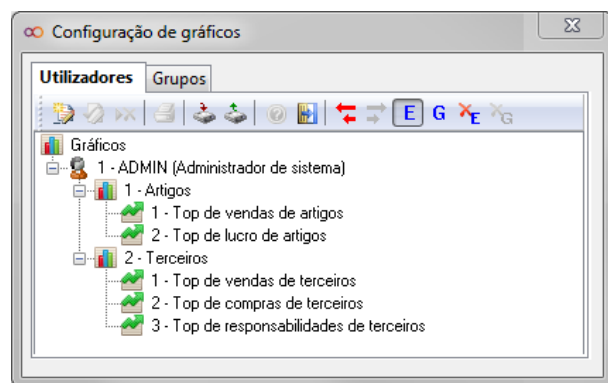 Configuração de gráficos
Utilizadores Grupos
E G E G
Gráficos
1 - ADMIN (Administrador de sistema)
1 - Artigos
1 - Top de vendas de artigos
2 - Top de lucro de artigos
2 - Terceiros
1 - Top de vendas de terceiros
2 - Top de compras de terceiros
3 - Top de responsabilidades de terceiros